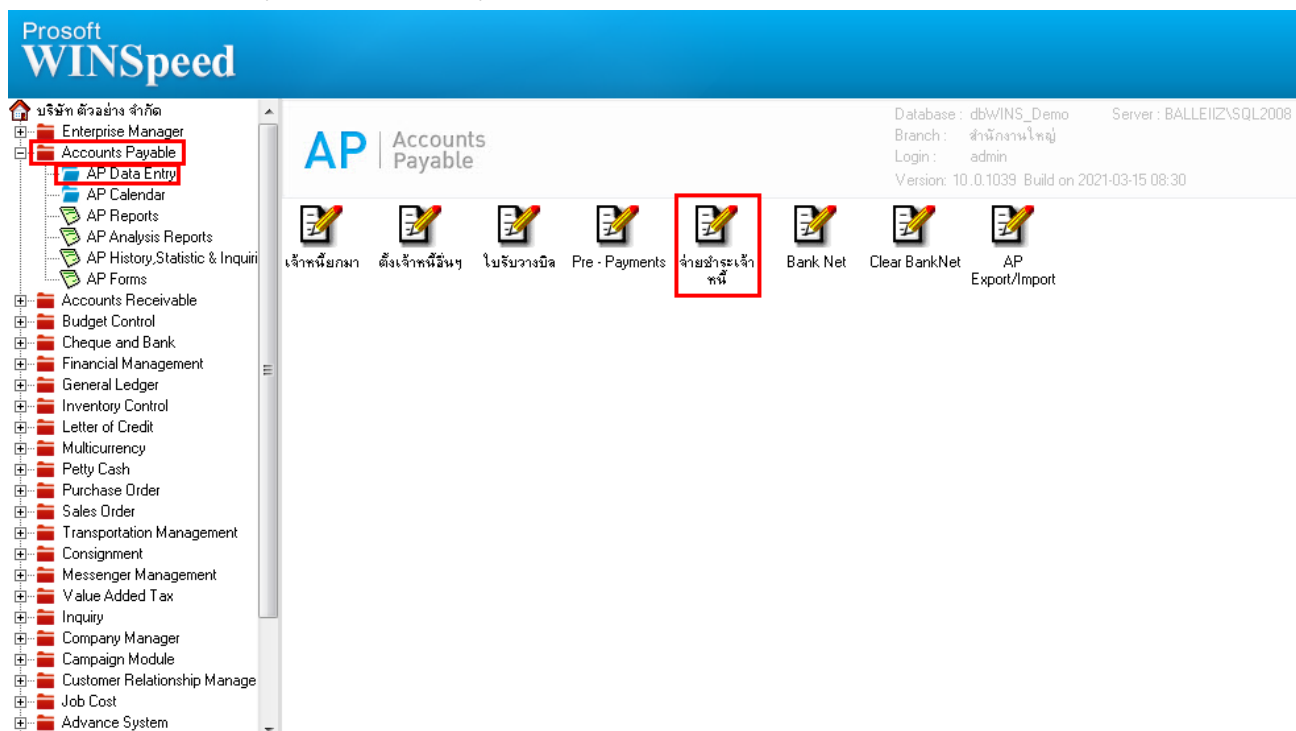 Prosoft
WINSpeed
บริษัท ตัวอย่าง จำกัด
Enterprise Manager
Accounts Payable
AP Data Entry
AP Calendar
AP Reports
AP Analysis Reports
AP History,Statistic & Inquiri
AP Forms
Accounts Receivable
Budget Control
Cheque and Bank
Financial Management
General Ledger
Inventory Control
Letter of Credit
Multicurrency
Petty Cash
Purchase Order
Sales Order
Transportation Management
Consignment
Messenger Management
Value Added Tax
Inquiry
Company Manager
Campaign Module
Customer Relationship Manage
Job Cost
Advance System
AP
Accounts
Payable
Database : dbWINS_Demo Server : BALLEIIZ\SQL2008
Branch : สำนักงานใหญ่
Login : admin
Version: 10.0.1039 Build on 2021-03-15 08:30
เจ้าหนี้ยกมา
ตั้งเจ้าหนี้อื่นๆ
ใบรับวางบิล
Pre - Payments
จ่ายชำระเจ้า
หนี้
Bank Net
Clear BankNet
AP
Export/Import